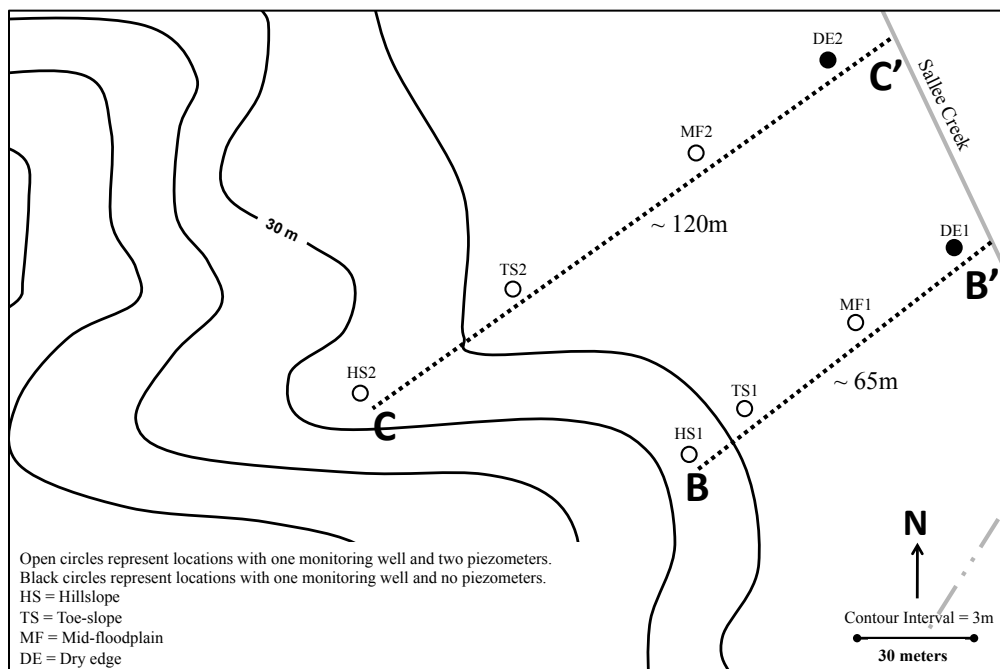 DE2
C’
Sallee Creek
MF2
30 m
~ 120m
DE1
TS2
B’
MF1
HS2
~ 65m
C
TS1
HS1
B
N
Open circles represent locations with one monitoring well and two piezometers.
Black circles represent locations with one monitoring well and no piezometers.
HS = Hillslope
TS = Toe-slope
MF = Mid-floodplain
DE = Dry edge
Contour Interval = 3m
30 meters